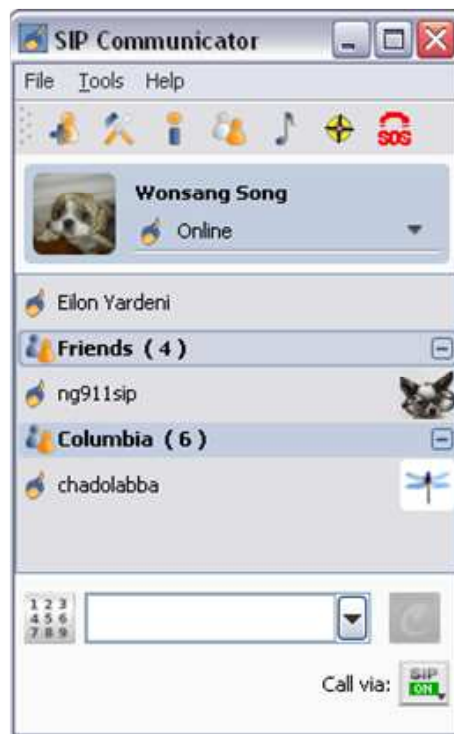 SIP Communicator
File Tools Help
SOS
Wonsang Song
Online
Eilon Yardeni
Friends ( 4 )
ng911sip
Columbia ( 6 )
chadolabba
1 2 3
4 5 6
7 8 9
Call via: SIP
ON